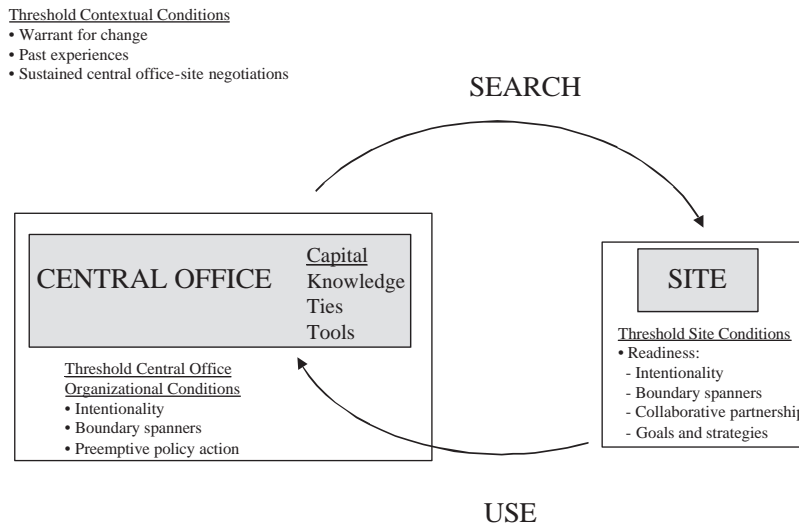 Threshold Contextual Conditions
• Warrant for change
• Past experiences
• Sustained central office-site negotiations
SEARCH
CENTRAL OFFICE
Capital
Knowledge
Ties
Tools
Threshold Central Office
Organizational Conditions
• Intentionality
• Boundary spanners
• Preemptive policy action
SITE
Threshold Site Conditions
• Readiness:
- Intentionality
- Boundary spanners
- Collaborative partnership
- Goals and strategies
USE